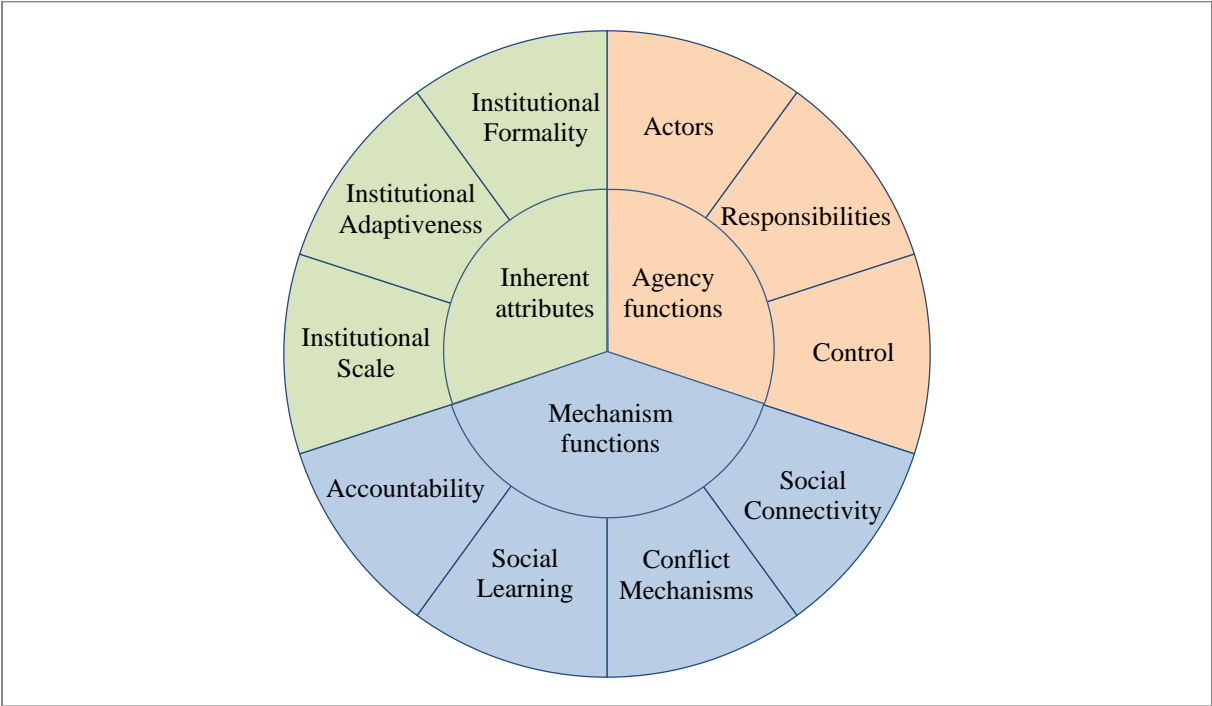 Institutional
Formality
Actors
Institutional
Adaptiveness
Responsibilities
Inherent
attributes
Agency
functions
Institutional
Scale
Control
Mechanism
functions
Accountability
Social
Connectivity
Social
Learning
Conflict
Mechanisms